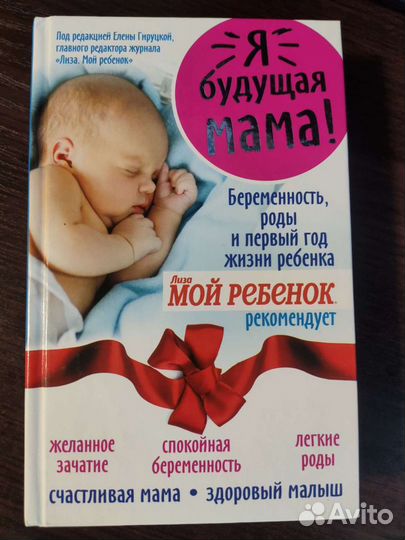 Под редакцией Елены Гируцкой,
главного редактора журнала
«Лиза. Мой ребенок»
Я
будущая
мама!
Беременность,
роды
и первый год
жизни ребенка
Лиза
МОЙ РЕБЕНОК
рекомендует
желанное
зачатие
спокойная
беременность
легкие
роды
счастливая мама • здоровый малыш
Avito